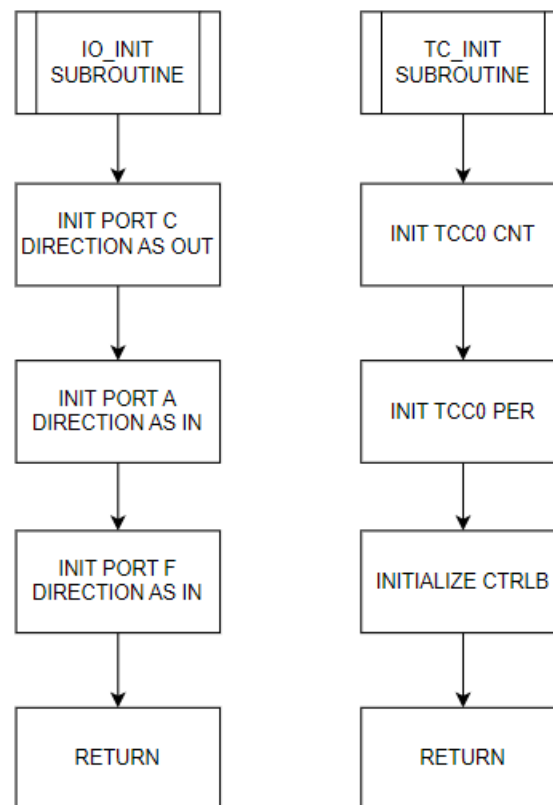 IO_INIT
SUBROUTINE
INIT PORT C
DIRECTION AS OUT
INIT PORT A
DIRECTION AS IN
INIT PORT F
DIRECTION AS IN
RETURN
TC_INIT
SUBROUTINE
INIT TCC0 CNT
INIT TCC0 PER
INITIALIZE CTRLB
RETURN